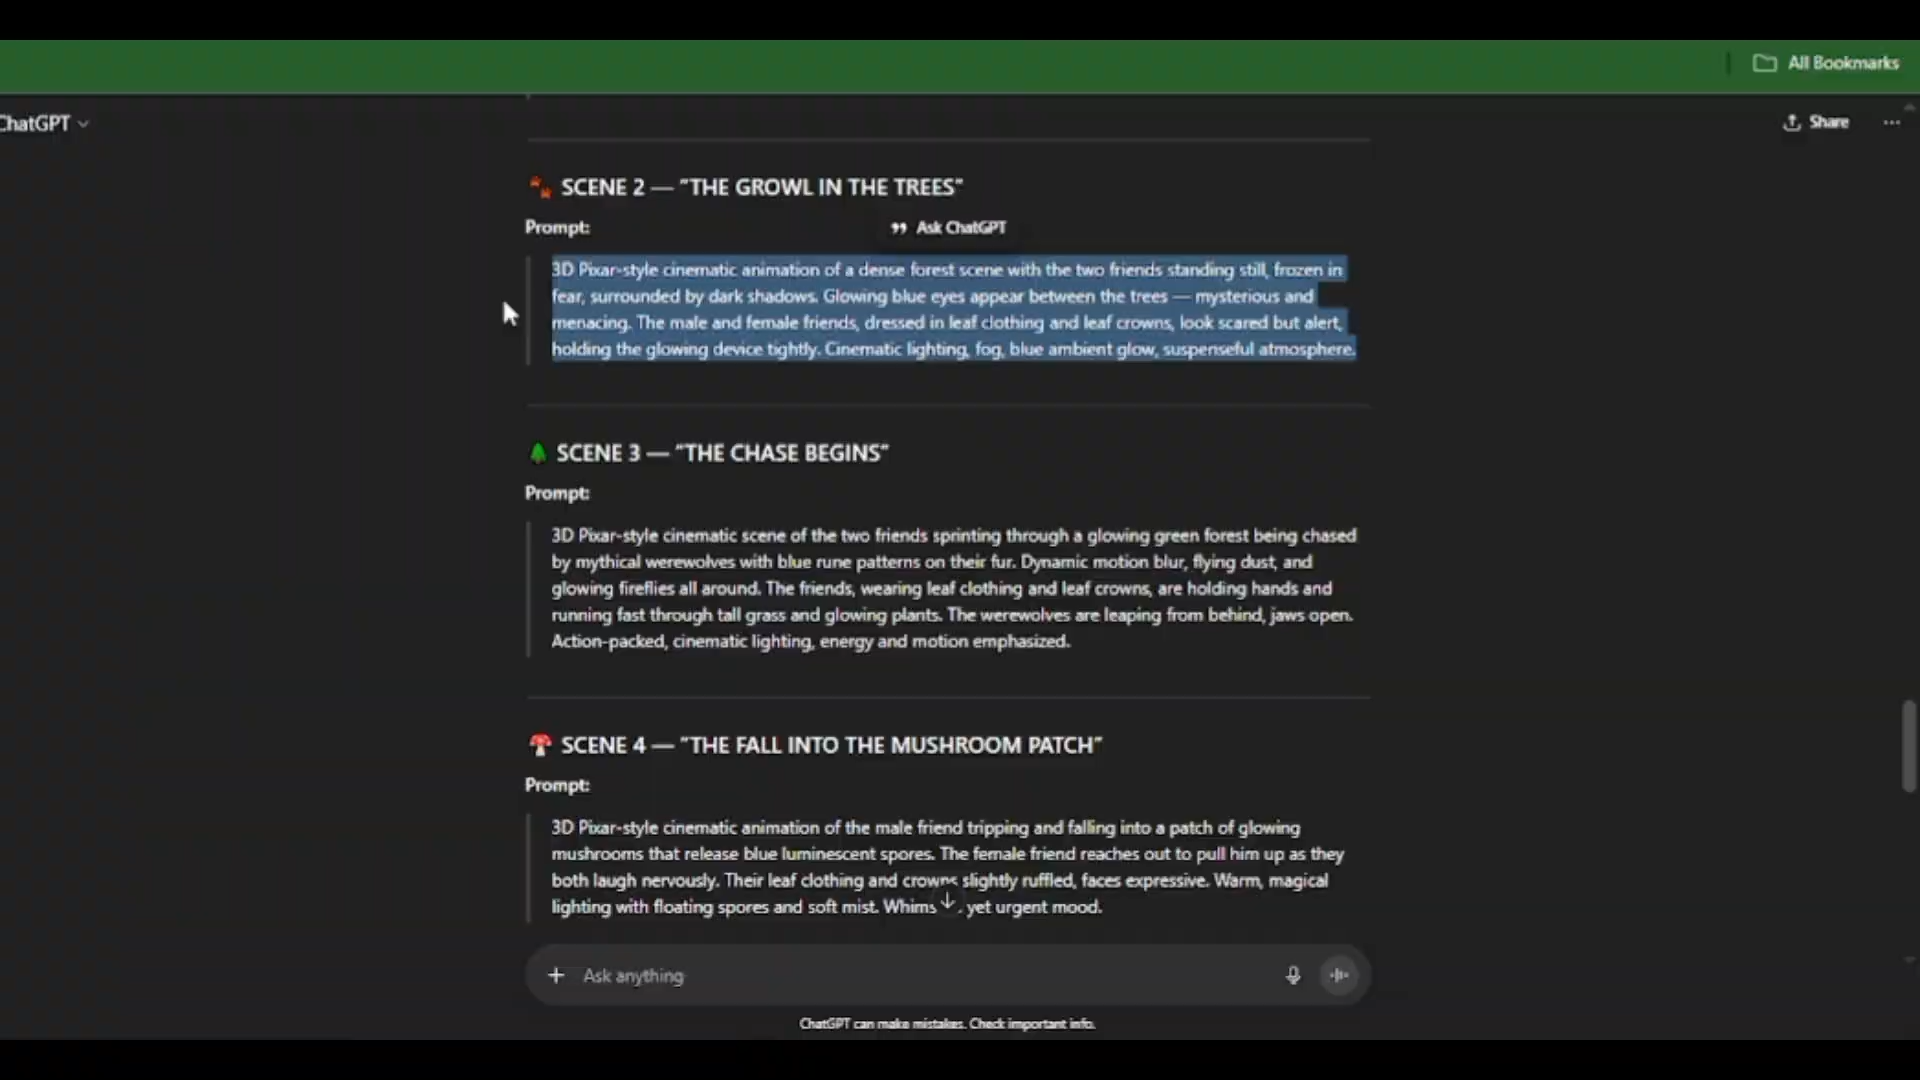 All Bookmarks
ChatGPT
Share
SCENE 2 — "THE GROWL IN THE TREES"
Prompt:
Ask ChatGPT
3D Pixar-style cinematic animation of a dense forest scene with the two friends standing still, frozen in
fear, surrounded by dark shadows. Glowing blue eyes appear between the trees — mysterious and
menacing. The male and female friends, dressed in leaf clothing and leaf crowns, look scared but alert,
holding the glowing device tightly. Cinematic lighting, fog, blue ambient glow, suspenseful atmosphere.
SCENE 3 — "THE CHASE BEGINS"
Prompt:
3D Pixar-style cinematic scene of the two friends sprinting through a glowing green forest being chased
by mythical werewolves with blue rune patterns on their fur. Dynamic motion blur, flying dust, and
glowing fireflies all around. The friends, wearing leaf clothing and leaf crowns, are holding hands and
running fast through tall grass and glowing plants. The werewolves are leaping from behind, jaws open.
Action-packed, cinematic lighting, energy and motion emphasized.
SCENE 4 — "THE FALL INTO THE MUSHROOM PATCH"
Prompt:
3D Pixar-style cinematic animation of the male friend tripping and falling into a patch of glowing
mushrooms that release blue luminescent spores. The female friend reaches out to pull him up as they
both laugh nervously. Their leaf clothing and crowns slightly ruffled, faces expressive. Warm, magical
lighting with floating spores and soft mist. Whims yet urgent mood.
Ask anything
ChatGPT can make mistakes. Check important info.